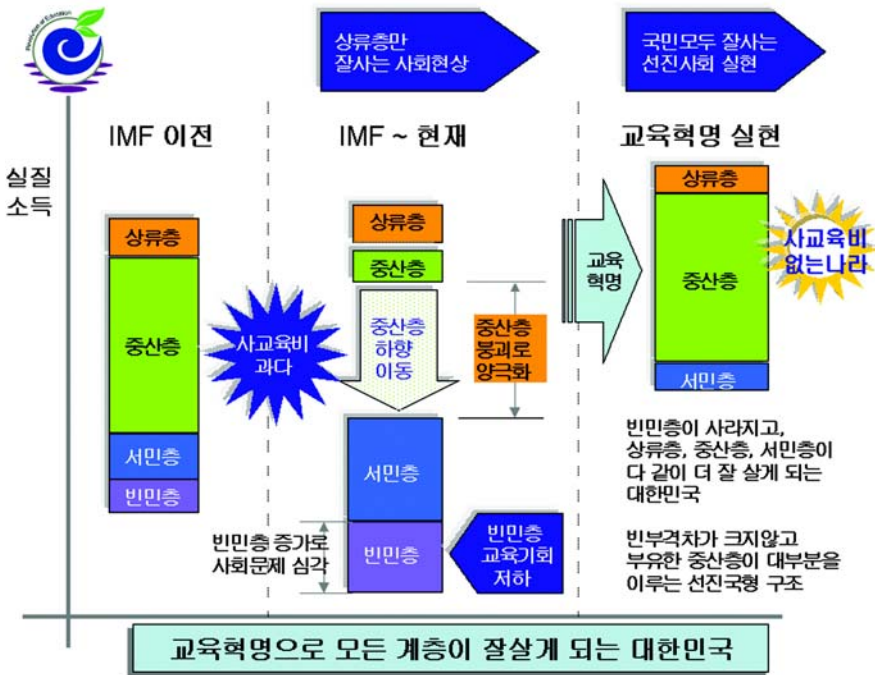 Revolution of Education
상류층만
잘사는 사회현상
국민모두 잘사는
선진사회 실현
IMF 이전
IMF ~ 현재
교육혁명 실현
실질
소득
상류층
중산층
서민층
빈민층
사교육비
과다
상류층
중산층
중산층
하향
이동
중산층
붕괴로
양극화
서민층
빈민층
빈민층 증가로
사회문제 심각
빈민층
교육기회
저하
교육
혁명
상류층
중산층
서민층
사교육비
없는나라
빈민층이 사라지고,
상류층, 중산층, 서민층이
다 같이 더 잘 살게 되는
대한민국
빈부격차가 크지않고
부유한 중산층이 대부분을
이루는 선진국형 구조
교육혁명으로 모든 계층이 잘살게 되는 대한민국